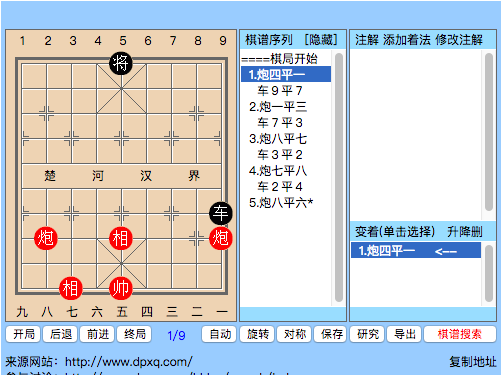 1 2 3 4 5 6 7 8 9
将
楚 河 汉 界
车
炮 相 炮
相 帅
九 八 七 六 五 四 三 二 一
棋谱序列 [隐藏]
====棋局开始
1.炮四平一
车９平７
2.炮一平三
车７平３
3.炮八平七
车３平２
4.炮七平八
车２平４
5.炮八平六*
注解 添加着法 修改注解
变着(单击选择) 升降删
1.炮四平一 <--
开局 后退 前进 终局 1/9 自动 旋转 对称 保存 研究 导出 棋谱搜索
来源网站：http://www.dpxq.com/ 复制地址